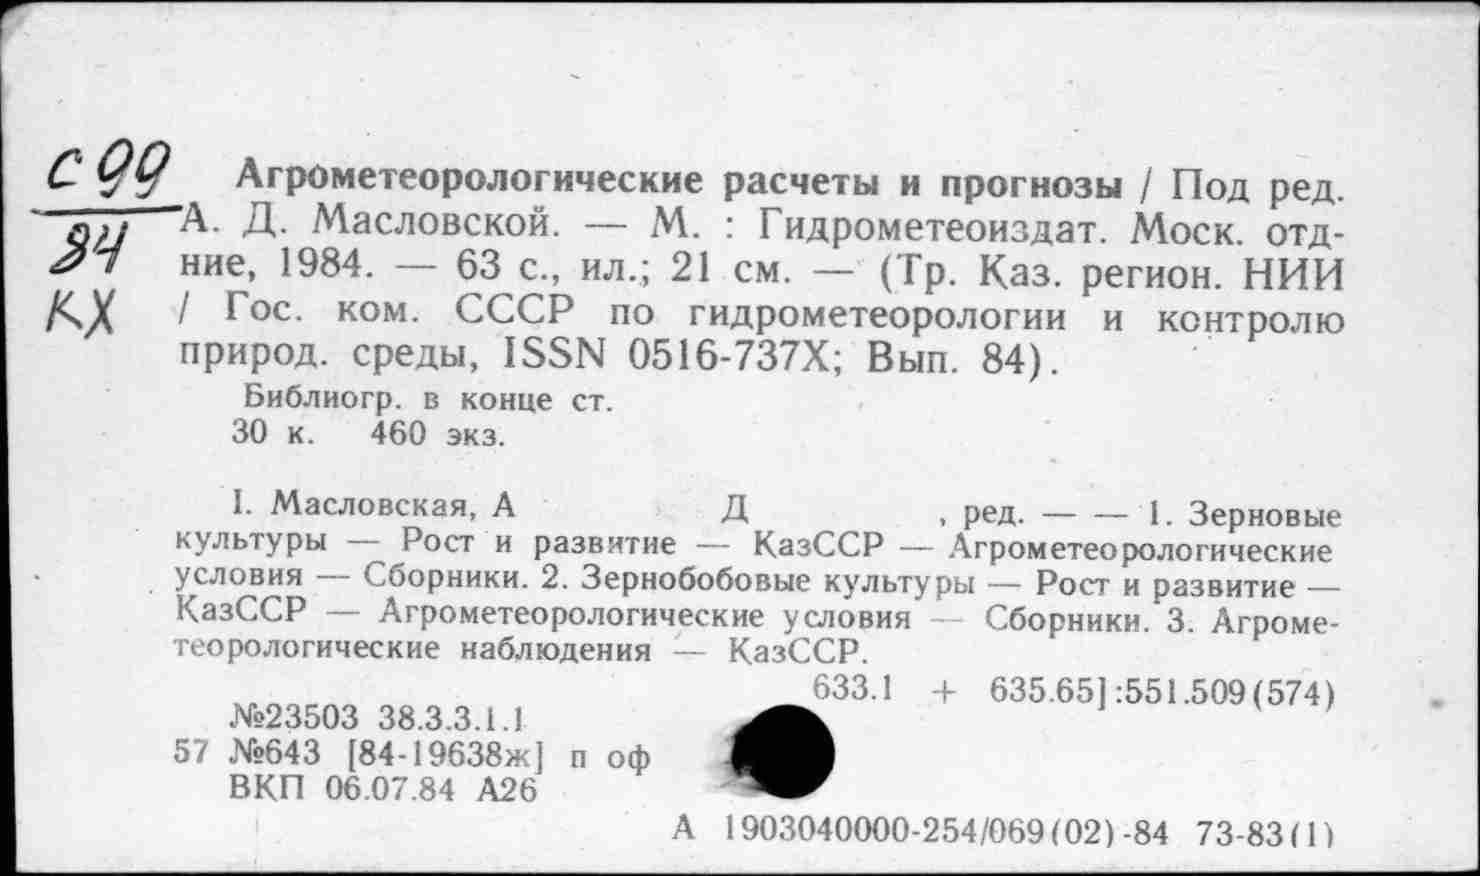 С 99
34
КХ
Агрометеорологические расчеты и прогнозы / Под ред.
А. Д. Масловской. — М. : Гидрометеоиздат. Моск. отд-
ние, 1984. — 63 с., ил.; 21 см. — (Тр. Каз. регион. НИИ
/ Гос. ком. СССР по гидрометеорологии и контролю
природ. среды, ISSN 0516-737X; Вып. 84).
Библиогр. в конце ст.
30 к. 460 экз.
I. Масловская, А Д , ред. — — 1. Зерновые
культуры — Рост и развитие — КазССР — Агрометеорологические
условия — Сборники. 2. Зернобобовые культуры — Рост и развитие —
КазССР — Агрометеорологические условия — Сборники. 3. Агроме-
теорологические наблюдения — КазССР.
633.1 + 635.65]:551.509(574)
№23503 38.3.3.1.1
57 №643 [84-19638ж] п оф
ВКП 06.07.84 А26
А 1903040000-254/069(02)-84 73-83(1)